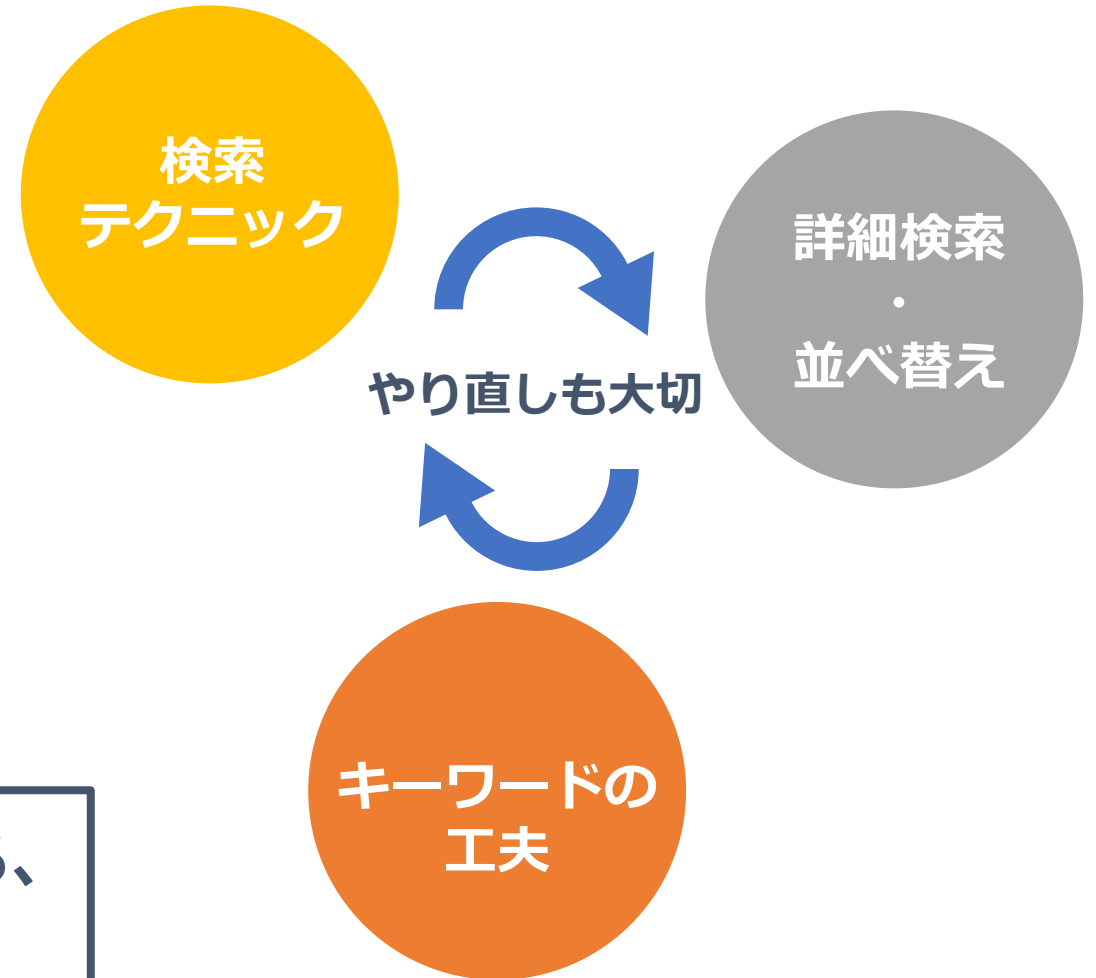 検索
テクニック
詳細検索
・
並べ替え
やり直しも大切
キーワードの
工夫
、